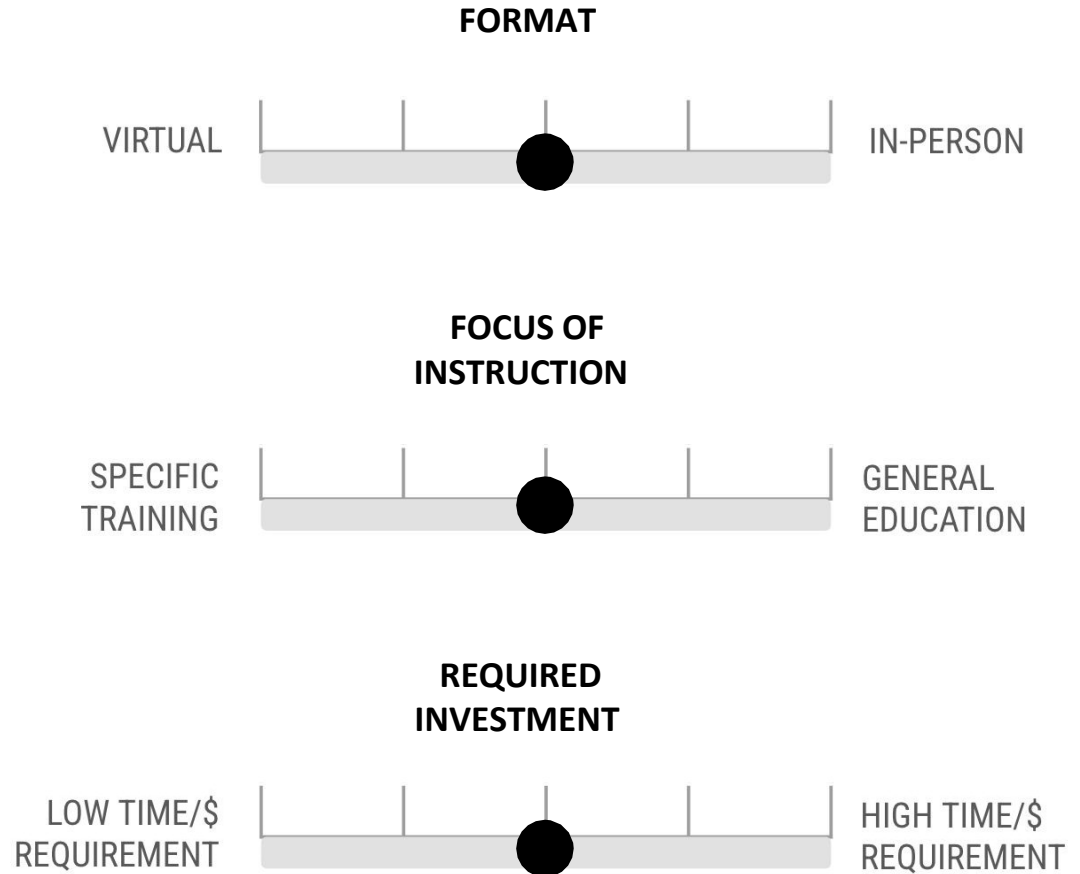 FORMAT
VIRTUAL
IN-PERSON
FOCUS OF
INSTRUCTION
SPECIFIC
TRAINING
GENERAL
EDUCATION
REQUIRED
INVESTMENT
LOW TIME/$
REQUIREMENT
HIGH TIME/$
REQUIREMENT